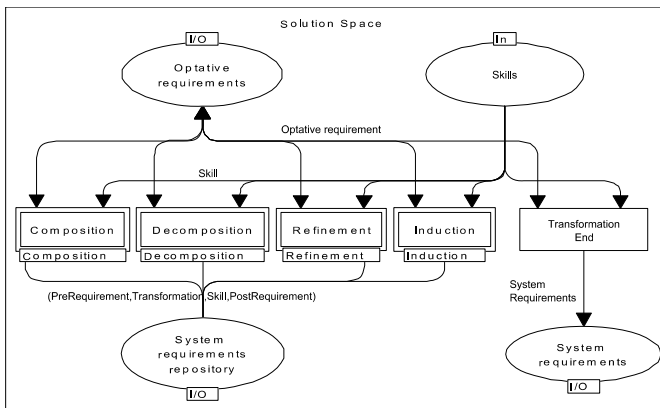 Solution Space
I/O
In
Optative
requirements
Skills
Optative requirement
Skill
Composition
Decomposition
Refinement
Induction
Transformation
End
Composition
Decomposition
Refinement
Induction
System
Requirements
(PreRequirement,Transformation,Skill,PostRequirement)
System
requirements
repository
System
requirements
I/O
I/O